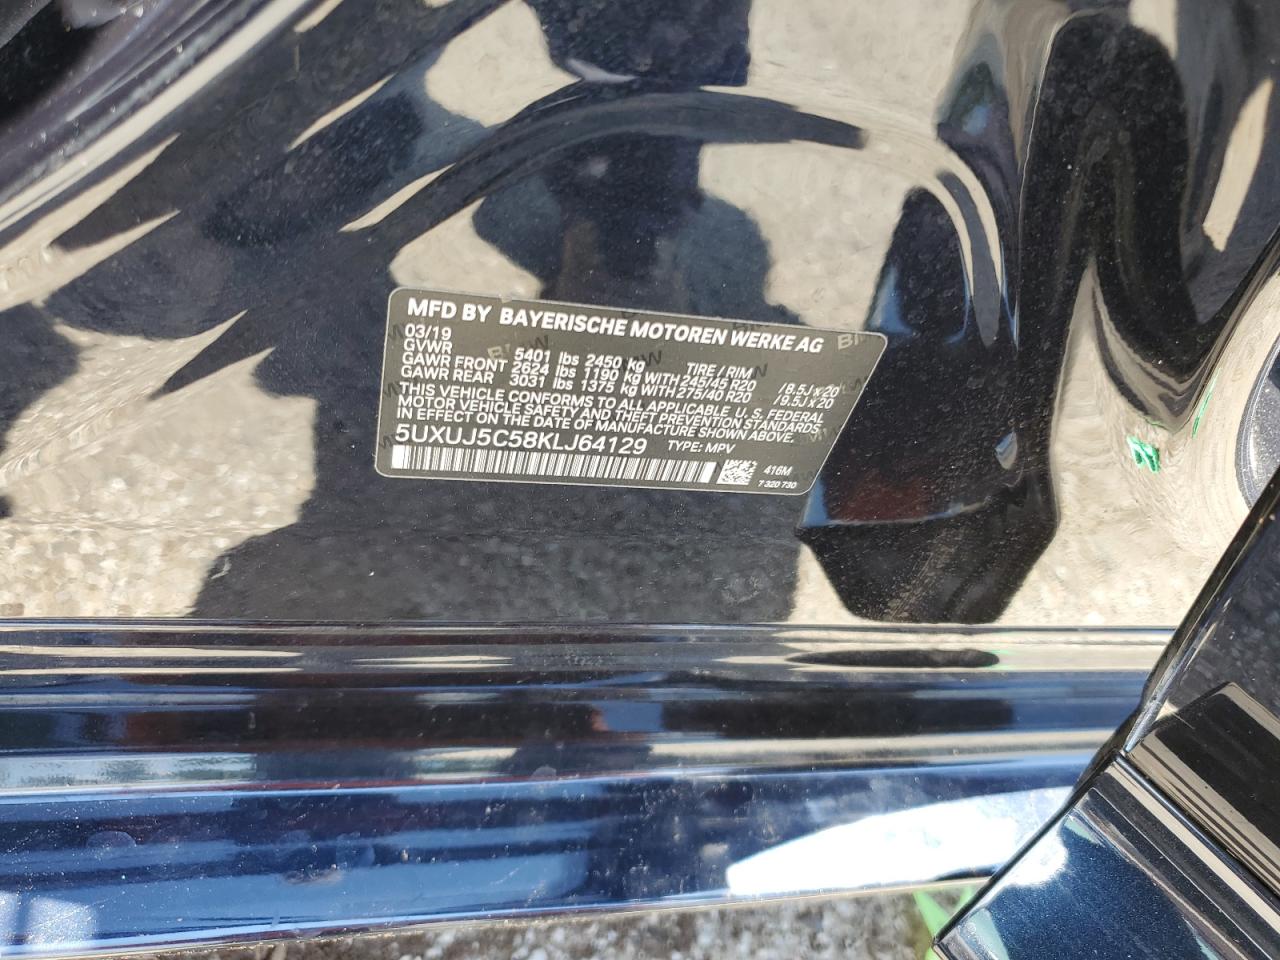 MFD BY BAYERISCHE MOTOREN WERKE AG
03/19
GVWR 5401 lbs 2450 kg TIRE / RIM
GAWR FRONT 2624 lbs 1190 kg WITH 245/45 R20 /8.5J x 20
GAWR REAR 3031 lbs 1375 kg WITH 275/40 R20 /9.5J x 20
THIS VEHICLE CONFORMS TO ALL APPLICABLE U. S. FEDERAL
MOTOR VEHICLE SAFETY AND THEFT PREVENTION STANDARDS
IN EFFECT ON THE DATE OF MANUFACTURE SHOWN ABOVE.
5UXUJ5C58KLJ64129 TYPE: MPV
416M
7 320 730